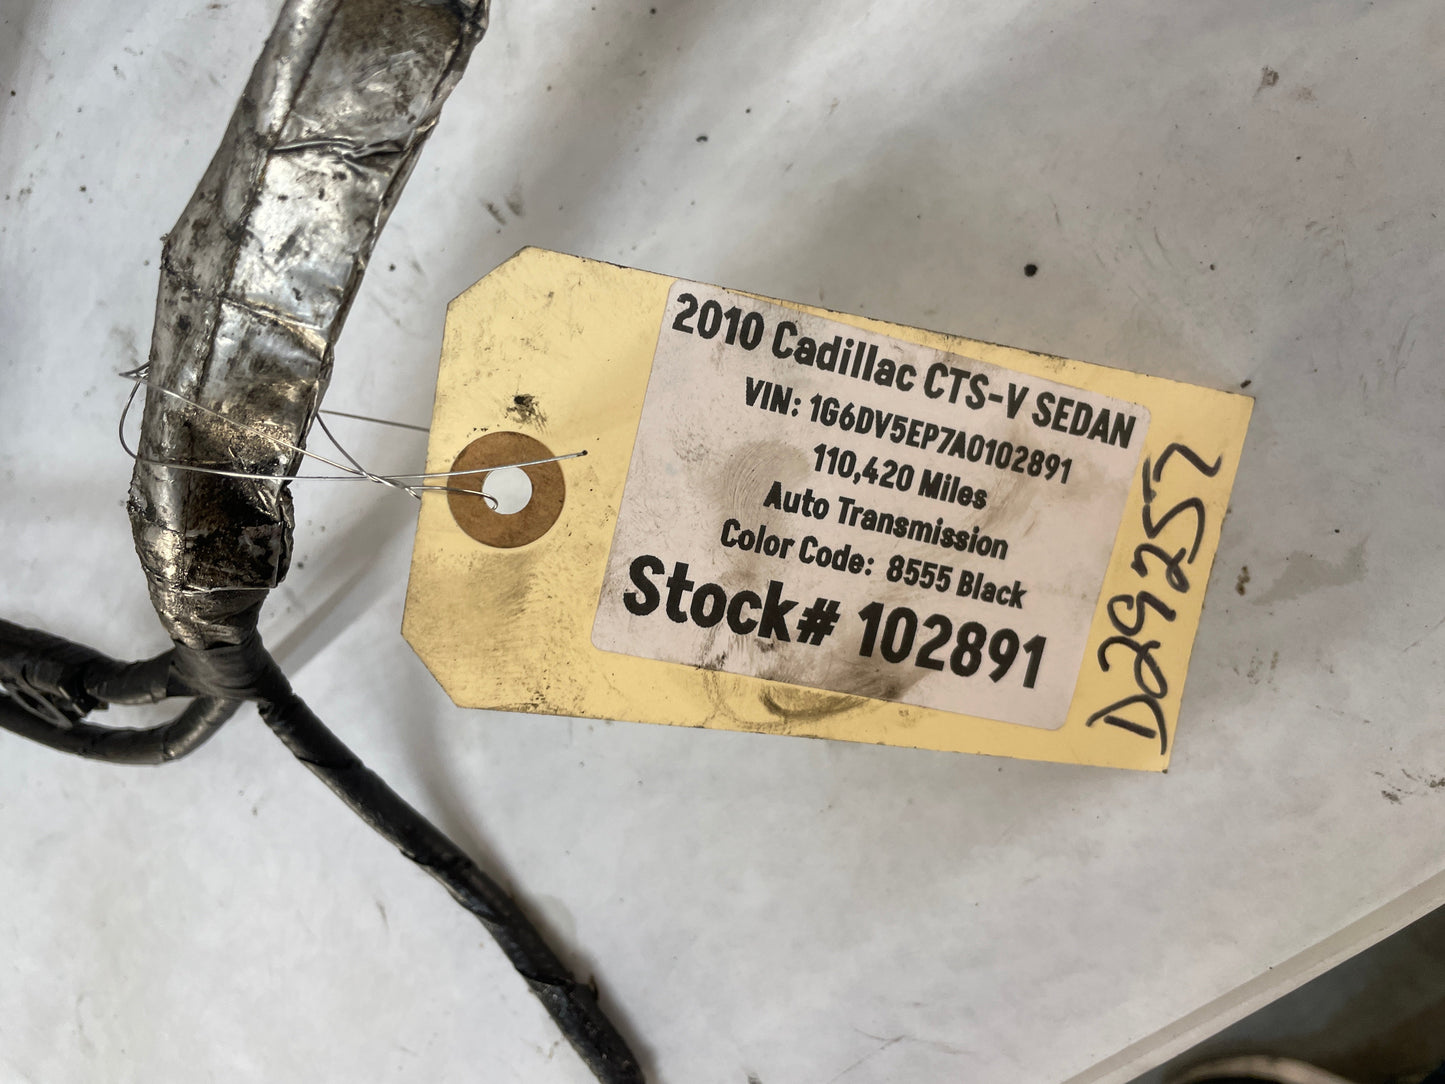 2010 Cadillac CTS-V SEDAN
VIN: 1G6DV5EP7A0102891
110,420 Miles
Auto Transmission
Color Code: 8555 Black
Stock# 102891
D29257